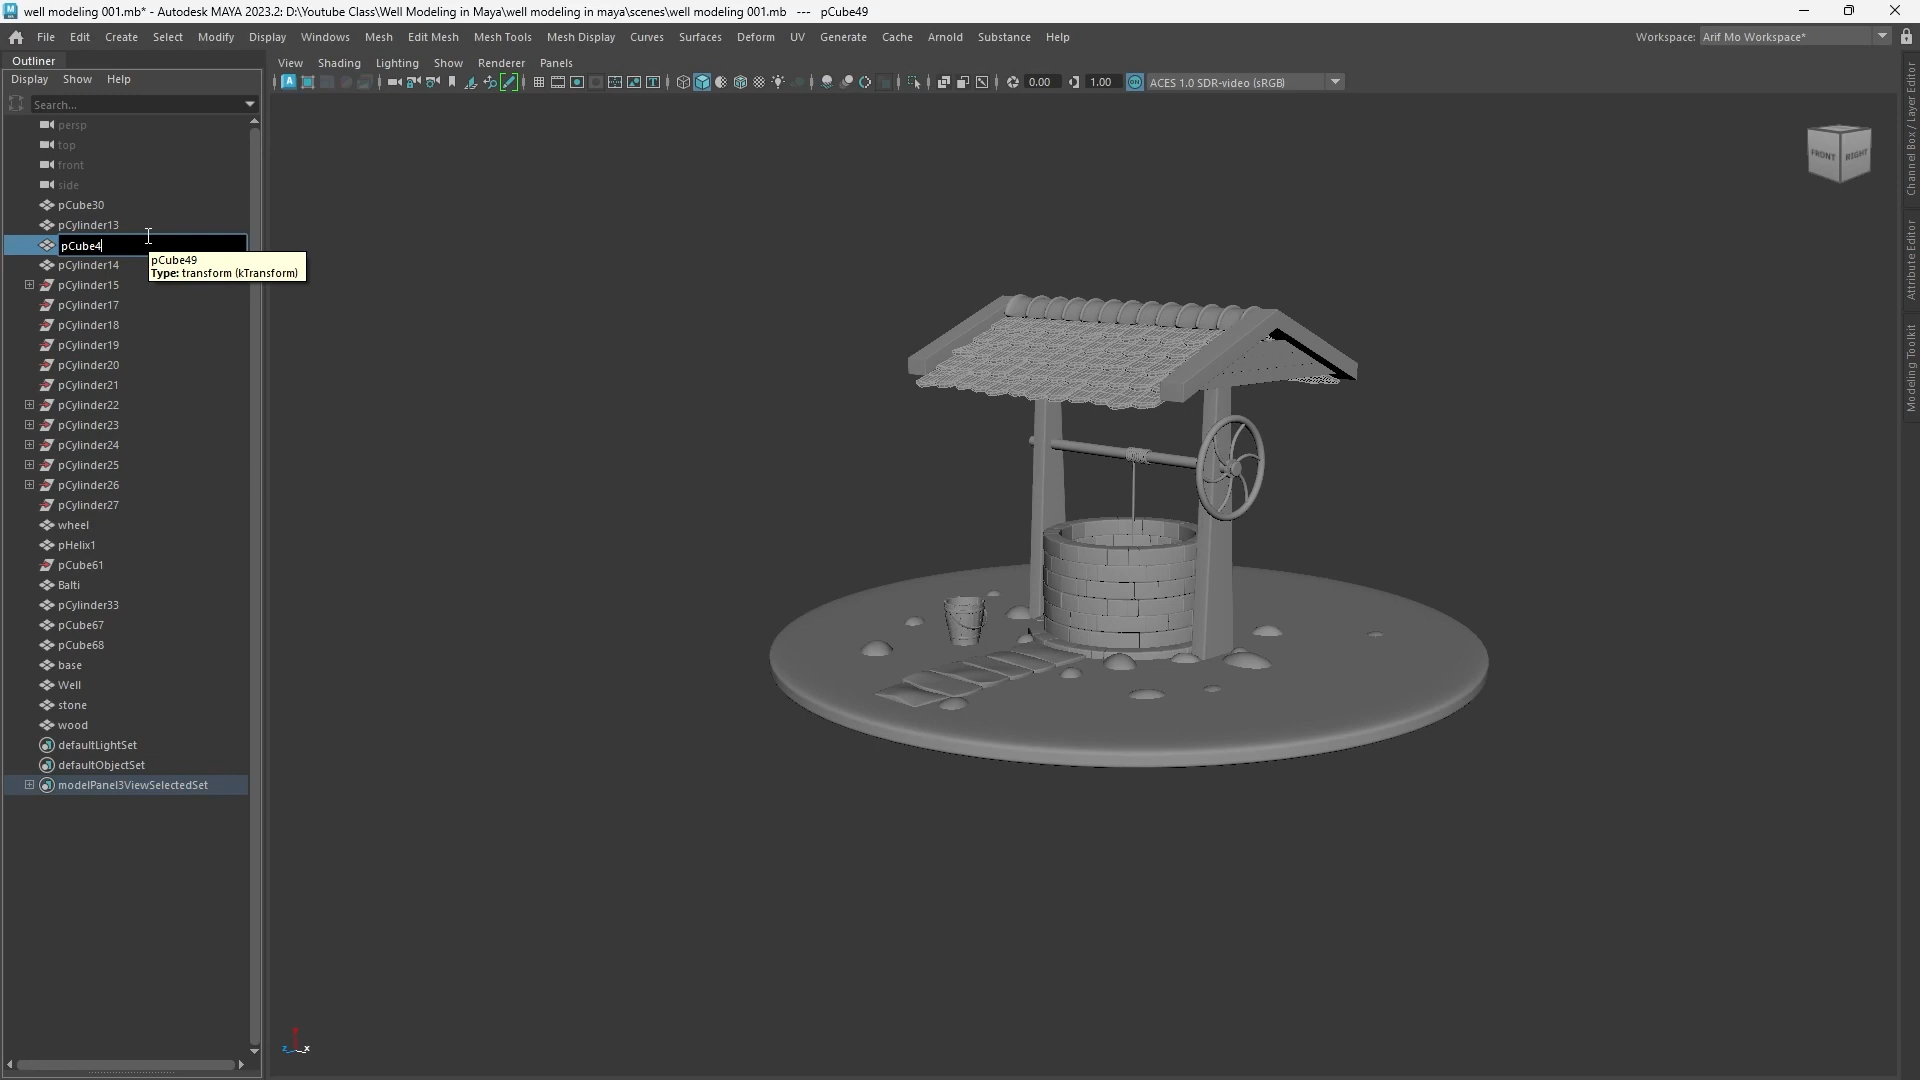 well modeling 001.mb* - Autodesk MAYA 2023.2: D:\Youtube Class\Well Modeling in Maya\well modeling in maya\scenes\well modeling 001.mb --- pCube49
File Edit Create Select Modify Display Windows Mesh Edit Mesh Mesh Tools Mesh Display Curves Surfaces Deform UV Generate Cache Arnold Substance Help
Workspace: Arif Mo Workspace*
Outliner
Display Show Help
View Shading Lighting Show Renderer Panels
0.00 1.00 ON ACES 1.0 SDR-video (sRGB)
Search...
persp
top
front
side
pCube30
pCylinder13
pCube4
pCube49
Type: transform (kTransform)
pCylinder14
pCylinder15
pCylinder17
pCylinder18
pCylinder19
pCylinder20
pCylinder21
pCylinder22
pCylinder23
pCylinder24
pCylinder25
pCylinder26
pCylinder27
wheel
pHelix1
pCube61
Balti
pCylinder33
pCube67
pCube68
base
Well
stone
wood
defaultLightSet
defaultObjectSet
modelPanel3ViewSelectedSet
FRONT RIGHT
Channel Box / Layer Editor
Attribute Editor
Modeling Toolkit
z x